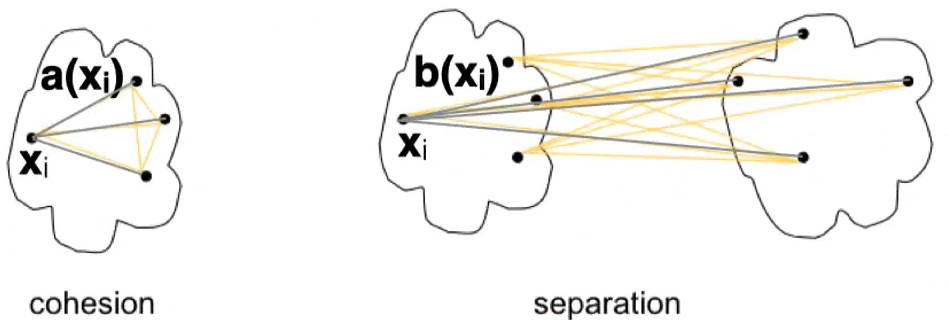 a(xi)
xi
cohesion
b(xi)
xi
separation